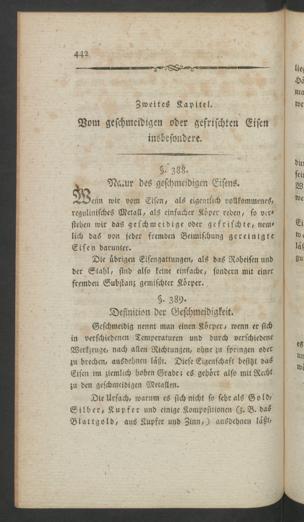 442
Zweites Kapitel.
Vom geschmeidigen oder gefrischten Eisen
insbesondere.
§. 388.
Natur des geschmeidigen Eisens.
Wenn wir vom Eisen, als eigentlich vollkommenes,
regulinisches Metall, als einfacher Köper reden, so ver-
stehen wir das geschmeidige oder gefrischte, nem-
lich das von jeder fremden Beimischung gereinigte
Eisen darunter.
Die übrigen Eisengattungen, als das Roheisen und
der Stahl, sind also keine einfache, sondern mit einer
fremden Substanz gemischter Körper.
§. 389.
Definition der Geschmeidigkeit.
Geschmeidig nennt man einen Körper, wenn er sich
in verschiedenen Temperaturen und durch verschiedene
Werkzeuge, nach allen Richtungen, ohne zu springen oder
zu brechen, ausdehnen läßt. Diese Eigenschaft besitzt das
Eisen im ziemlich hohen Grade; es gehört also mit Recht
zu den geschmeidigen Metallen.
Die Ursach, warum es sich nicht so sehr als Gold,
Silber, Kupfer und einige Kompositionen (z. B. das
Blattgold, aus Kupfer und Zinn,) ausdehnen läßt,